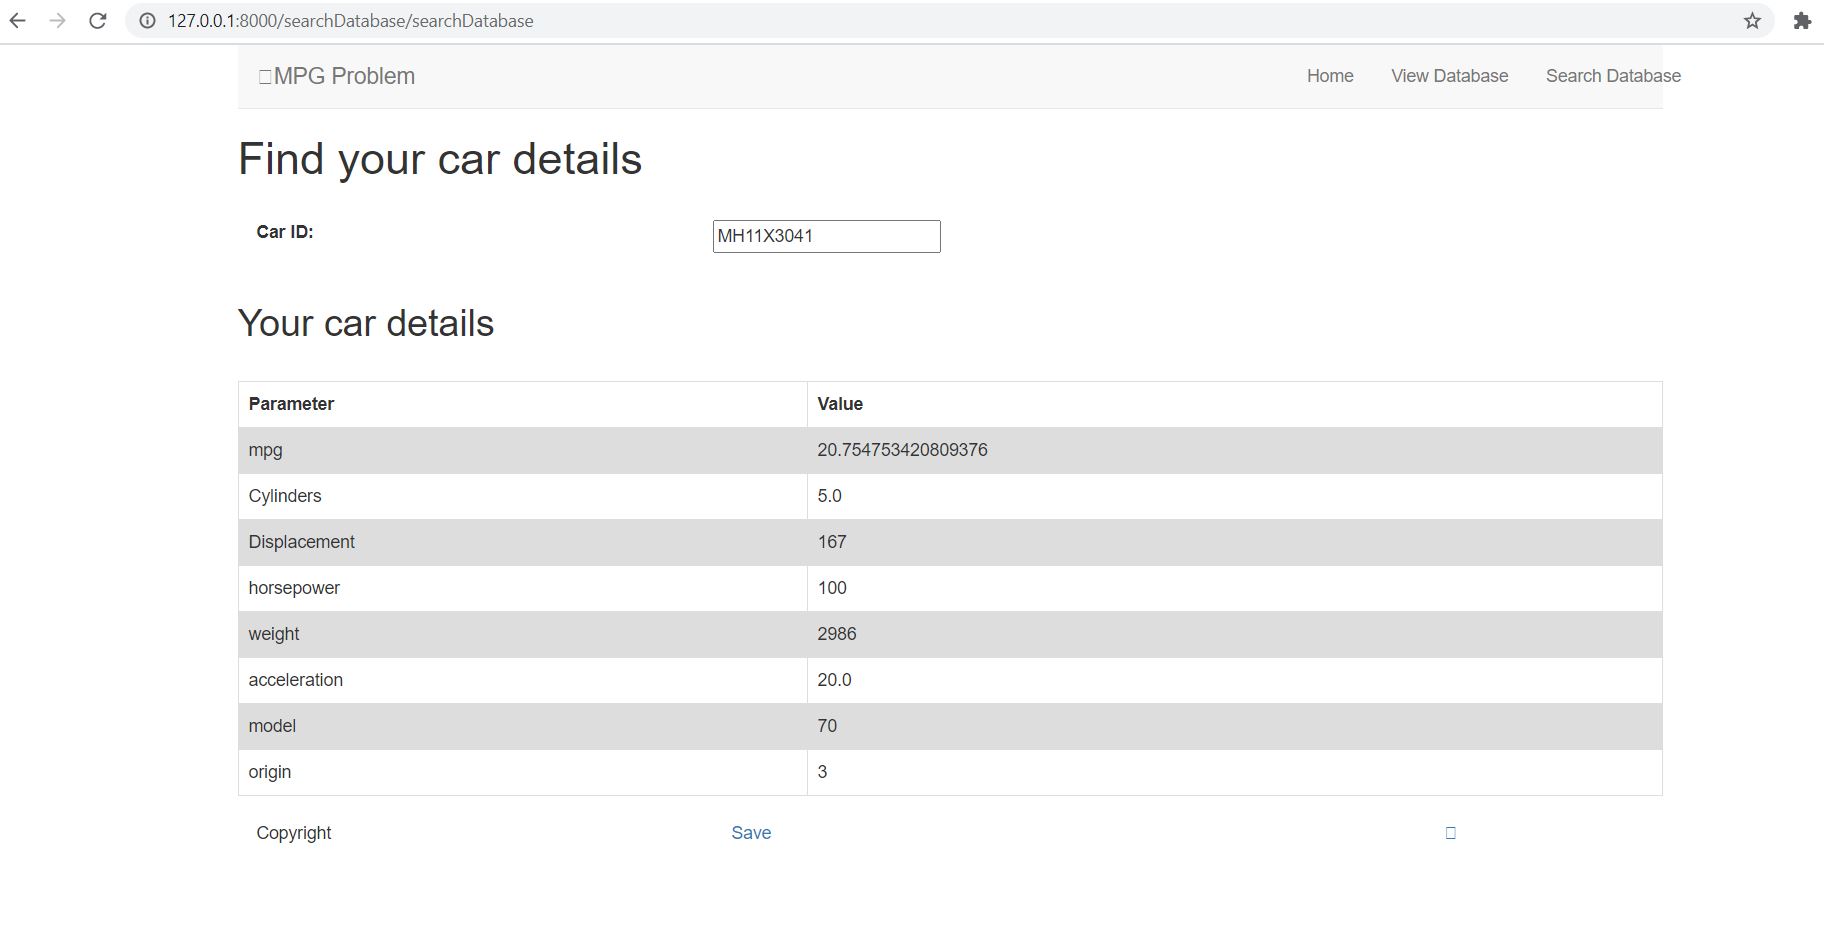 127.0.0.1:8000/searchDatabase/searchDatabase
MPG Problem Home View Database Search Database
Find your car details
Car ID: MH11X3041
Your car details
Parameter Value
mpg 20.754753420809376
Cylinders 5.0
Displacement 167
horsepower 100
weight 2986
acceleration 20.0
model 70
origin 3
Copyright Save